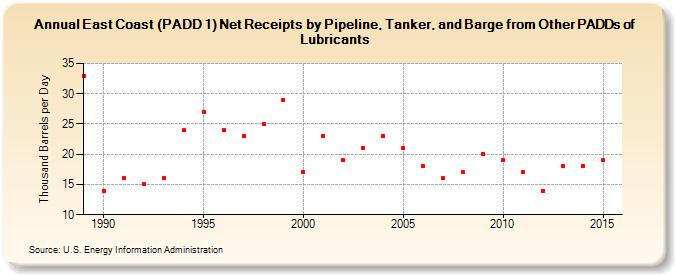 Annual East Coast (PADD 1) Net Receipts by Pipeline, Tanker, and Barge from Other PADDs of
Lubricants
Thousand Barrels per Day
35
30
25
20
15
10
1990 1995 2000 2005 2010 2015
Source: U.S. Energy Information Administration